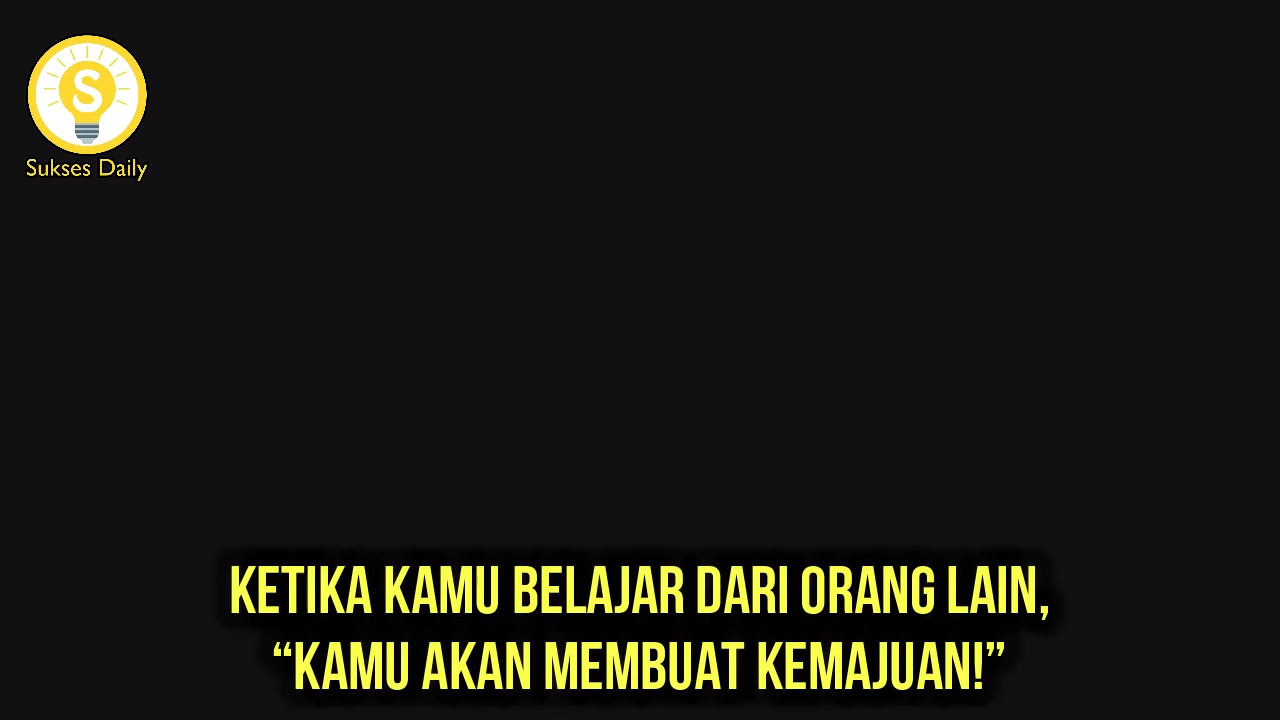 S
Sukses Daily
KETIKA KAMU BELAJAR DARI ORANG LAIN,
“KAMU AKAN MEMBUAT KEMAJUAN!”